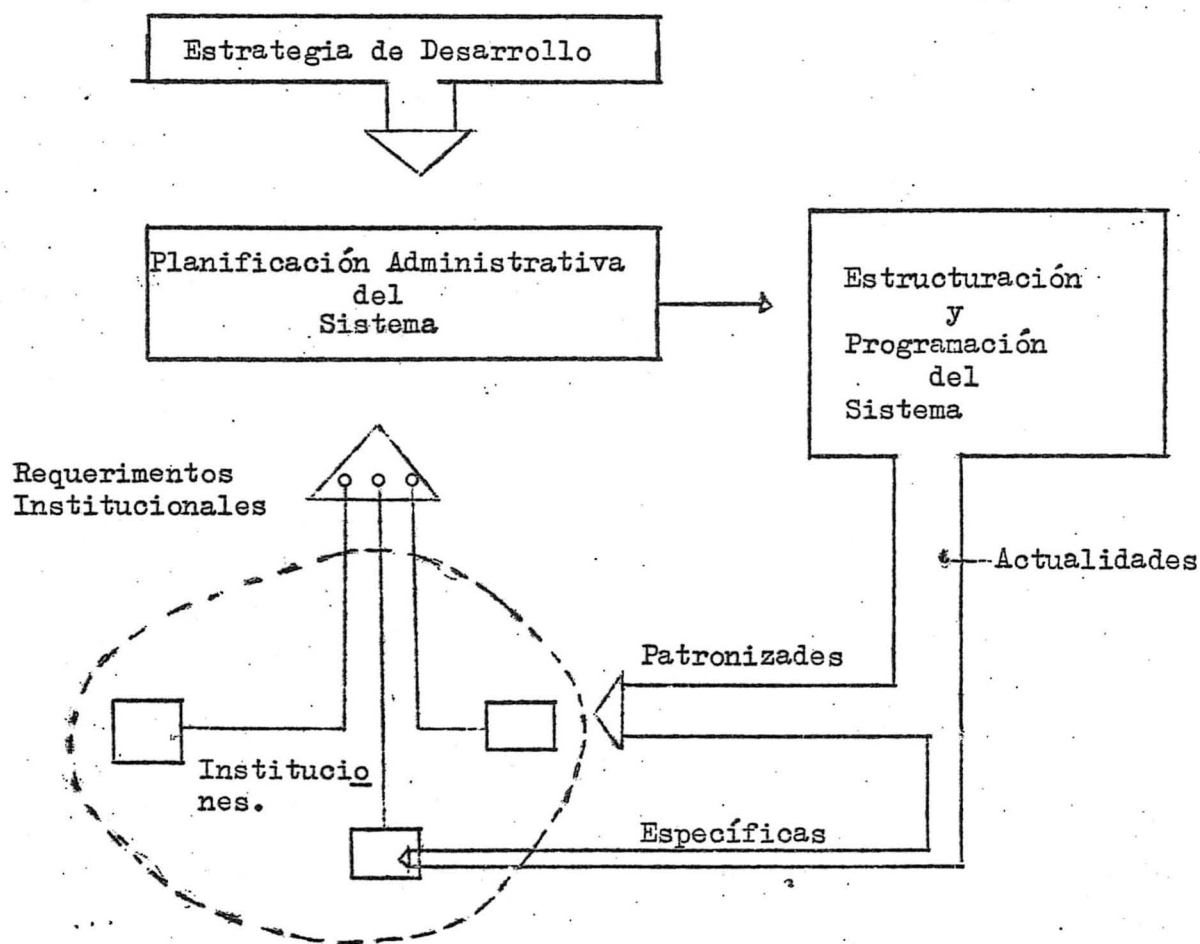 Estrategia de Desarrollo
Planificación Administrativa
del
Sistema
Estructuración
y
Programación
del
Sistema
Requerimentos
Institucionales
Actualidades
Patronizades
Institucio
nes.
Específicas